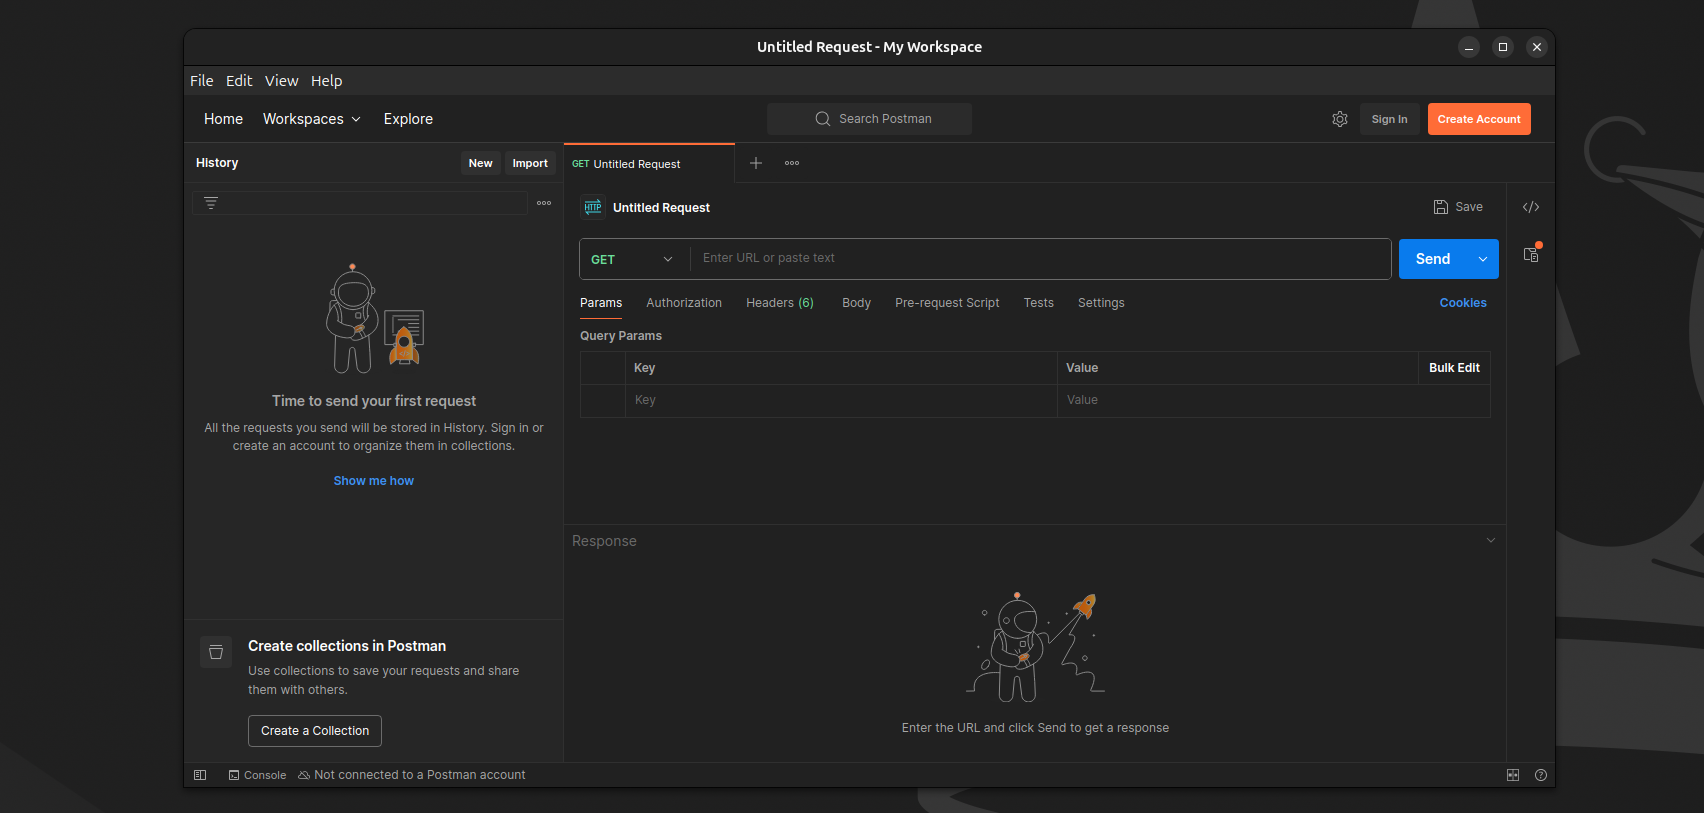 Untitled Request - My Workspace
File Edit View Help
Home Workspaces Explore Search Postman Sign In Create Account
History New Import
GET Untitled Request
HTTP Untitled Request Save
GET Enter URL or paste text Send
Params Authorization Headers (6) Body Pre-request Script Tests Settings Cookies
Query Params
Key Value Bulk Edit
Key Value
Time to send your first request
All the requests you send will be stored in History. Sign in or
create an account to organize them in collections.
Show me how
Response
Enter the URL and click Send to get a response
Create collections in Postman
Use collections to save your requests and share
them with others.
Create a Collection
Console Not connected to a Postman account